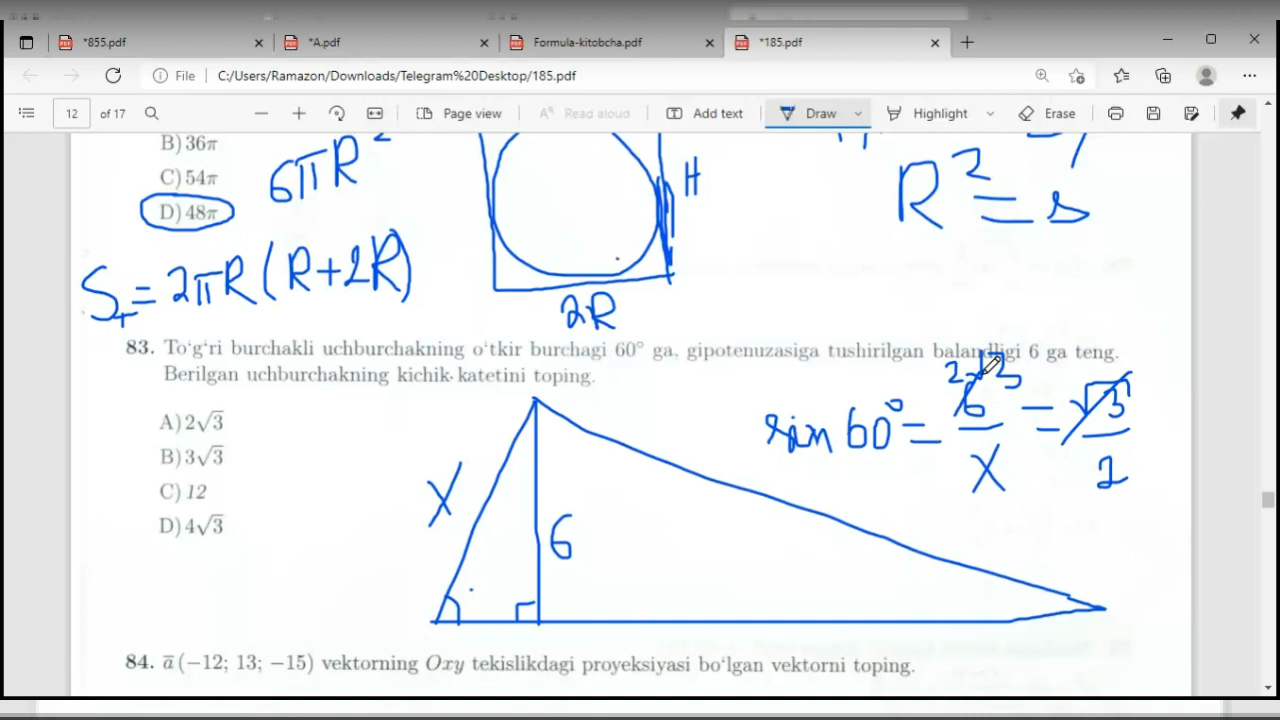 *855.pdf *A.pdf Formula-kitobcha.pdf *185.pdf
File C:/Users/Ramazon/Downloads/Telegram%20Desktop/185.pdf
12 of 17 Page view Read aloud Add text Draw Highlight Erase
B) 36π
C) 54π
D) 48π
6πR²
H
R² =
S_T = 2πR(R+2R)
2R
83. To‘g‘ri burchakli uchburchakning o‘tkir burchagi 60° ga, gipotenuzasiga tushirilgan balandligi 6 ga teng.
Berilgan uchburchakning kichik katetini toping.
A) 2√3
B) 3√3
C) 12
D) 4√3
2√3
sin 60° = 6/X = √3/2
X
6
84. a̅ (−12; 13; −15) vektorning Oxy tekislikdagi proyeksiyasi bo‘lgan vektorni toping.